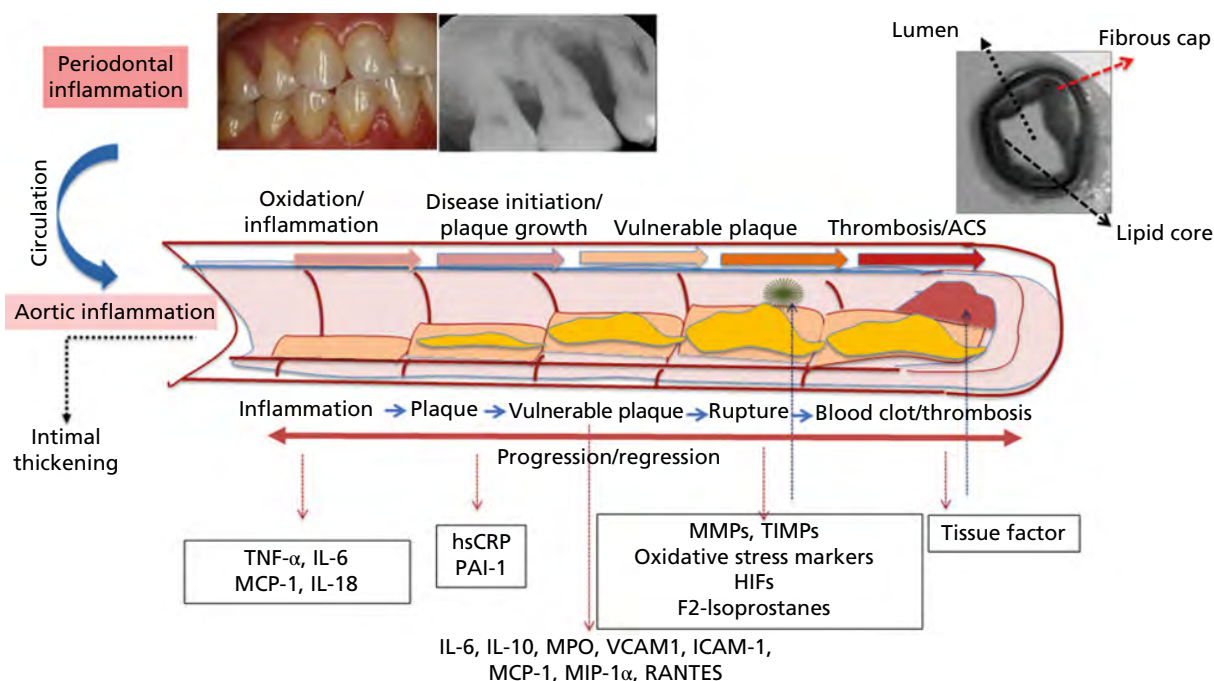 Periodontal
inflammation
Lumen
Fibrous cap
Lipid core
Circulation
Oxidation/
inflammation
Disease initiation/
plaque growth
Vulnerable plaque
Thrombosis/ACS
Aortic inflammation
Intimal
thickening
Inflammation
Plaque
Vulnerable plaque
Rupture
Blood clot/thrombosis
Progression/regression
TNF-α, IL-6
MCP-1, IL-18
hsCRP
PAI-1
MMPs, TIMPs
Oxidative stress markers
HIFs
F2-Isoprostanes
Tissue factor
IL-6, IL-10, MPO, VCAM1, ICAM-1,
MCP-1, MIP-1α, RANTES